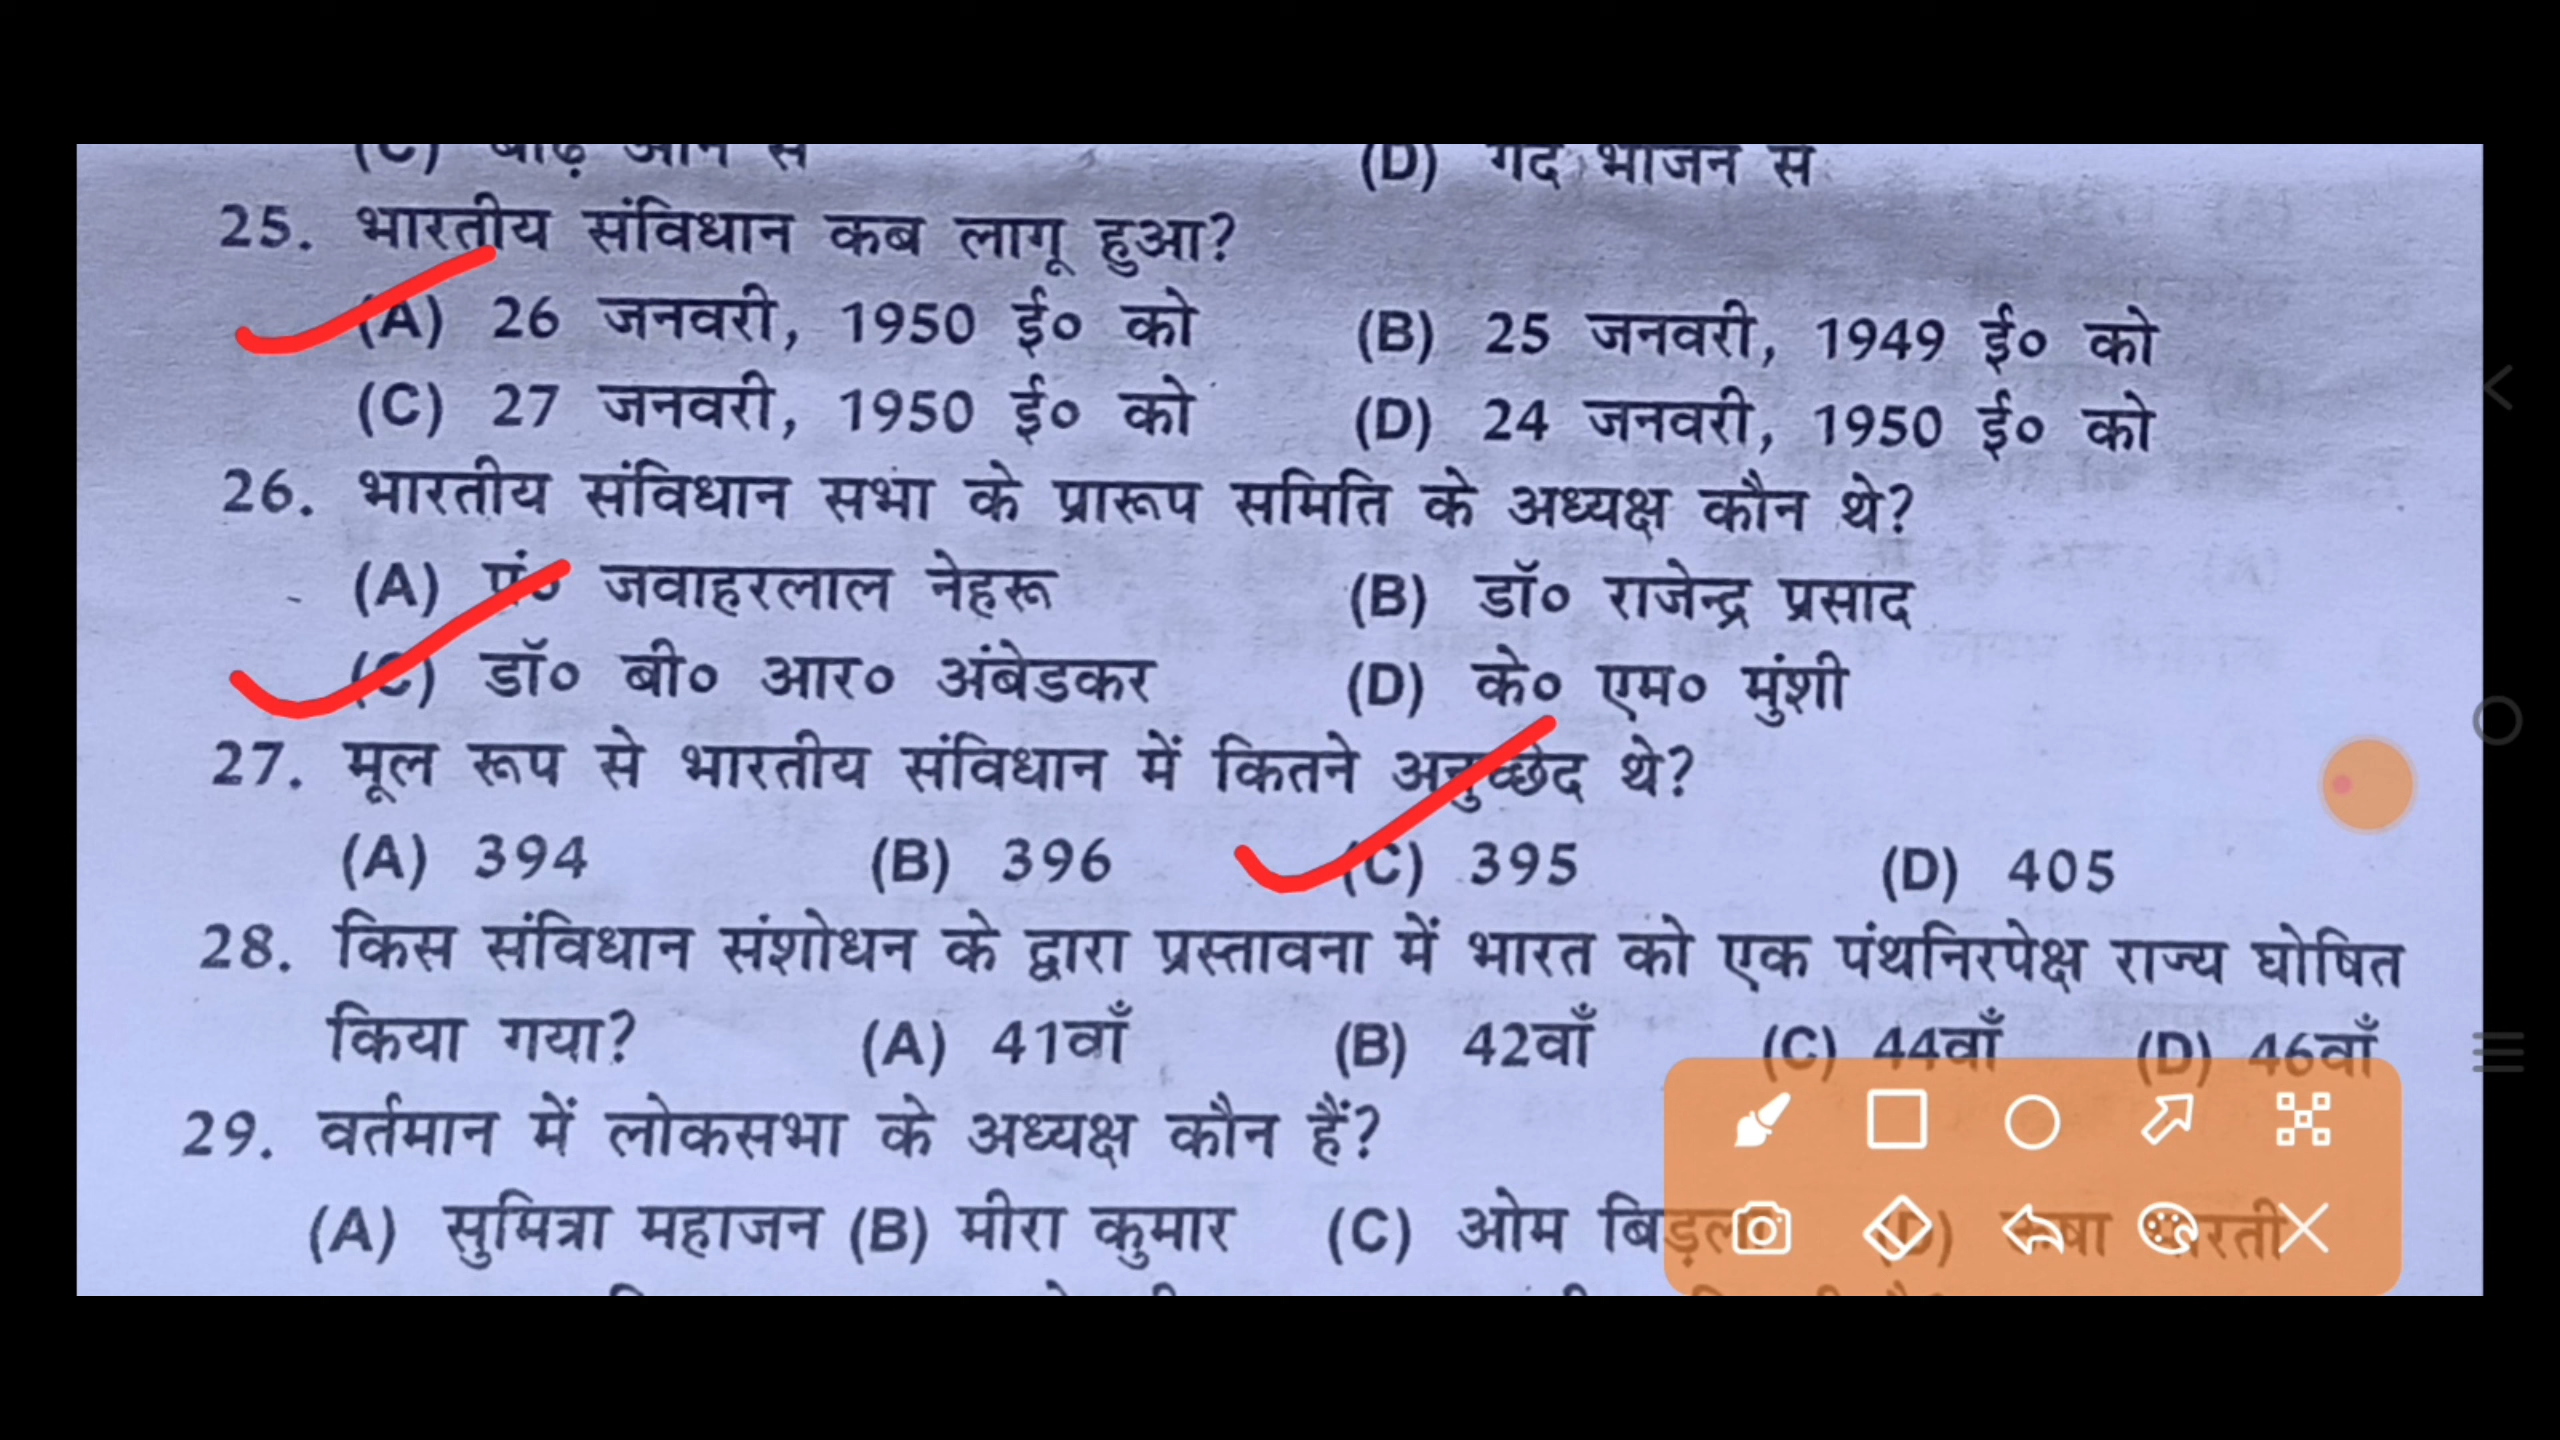 (C) बाढ़ आने से (D) गंदे भोजन से
25. भारतीय संविधान कब लागू हुआ?
(A) 26 जनवरी, 1950 ई० को (B) 25 जनवरी, 1949 ई० को
(C) 27 जनवरी, 1950 ई० को (D) 24 जनवरी, 1950 ई० को
26. भारतीय संविधान सभा के प्रारूप समिति के अध्यक्ष कौन थे?
(A) पं० जवाहरलाल नेहरू (B) डॉ० राजेन्द्र प्रसाद
(C) डॉ० बी० आर० अंबेडकर (D) के० एम० मुंशी
27. मूल रूप से भारतीय संविधान में कितने अनुच्छेद थे?
(A) 394 (B) 396 (C) 395 (D) 405
28. किस संविधान संशोधन के द्वारा प्रस्तावना में भारत को एक पंथनिरपेक्ष राज्य घोषित
किया गया? (A) 41वाँ (B) 42वाँ (C) 44वाँ (D) 46वाँ
29. वर्तमान में लोकसभा के अध्यक्ष कौन हैं?
(A) सुमित्रा महाजन (B) मीरा कुमार (C) ओम बिड़ला (D)